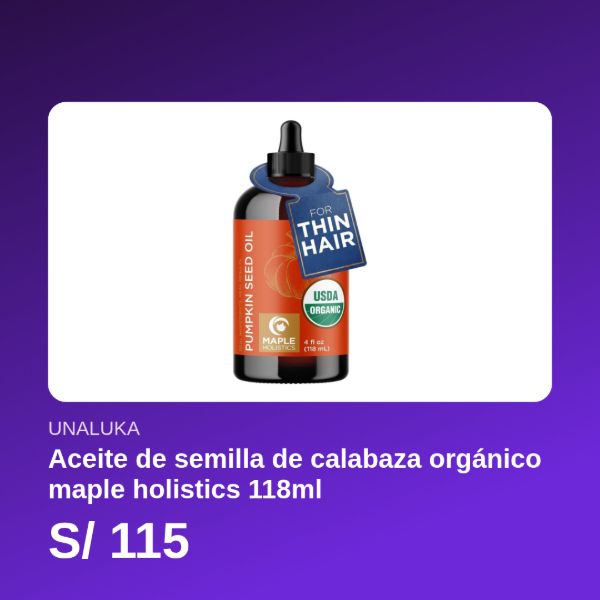 FOR
THIN
HAIR
PUMPKIN SEED OIL
USDA
ORGANIC
MAPLE
HOLISTICS
4 fl oz
(118 mL)
UNALUKA
Aceite de semilla de calabaza orgánico
maple holistics 118ml
S/ 115